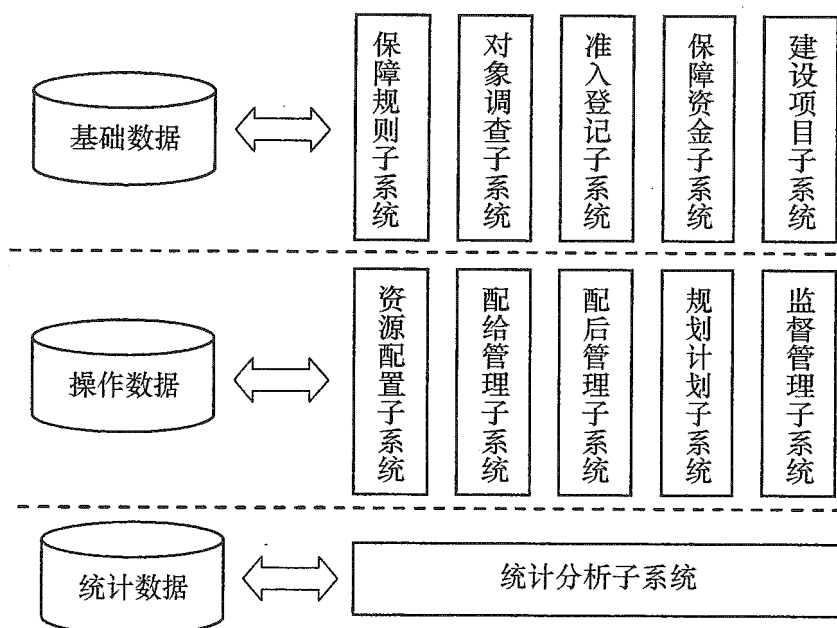 基础数据
保障规则子系统
对象调查子系统
准入登记子系统
保障资金子系统
建设项目子系统
操作数据
资源配置子系统
配给管理子系统
配后管理子系统
规划计划子系统
监督管理子系统
统计数据
统计分析子系统